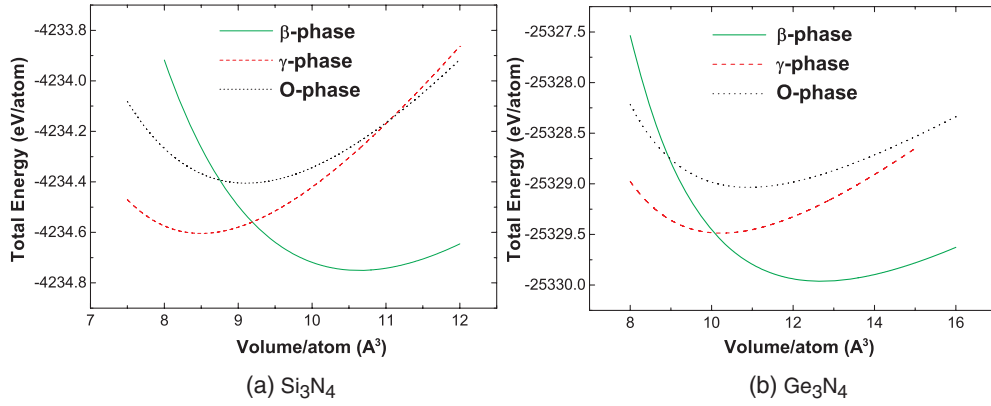 Total Energy (eV/atom)
-4233.8
-4234.0
-4234.2
-4234.4
-4234.6
-4234.8
β-phase
γ-phase
O-phase
7 8 9 10 11 12
Volume/atom (A³)
(a) Si₃N₄
Total Energy (eV/atom)
-25327.5
-25328.0
-25328.5
-25329.0
-25329.5
-25330.0
β-phase
γ-phase
O-phase
8 10 12 14 16
Volume/atom (A³)
(b) Ge₃N₄